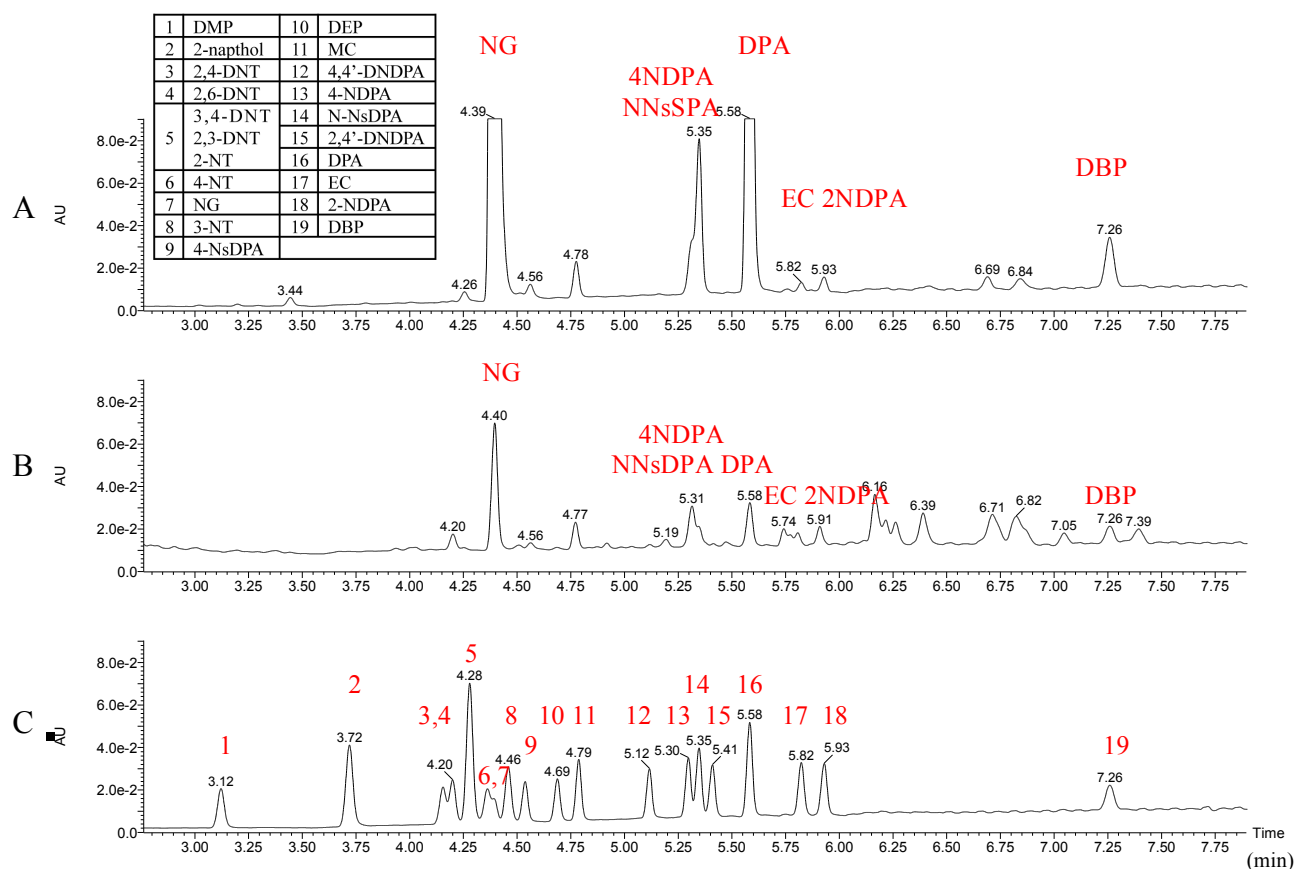 1 DMP 10 DEP
2 2-napthol 11 MC
3 2,4-DNT 12 4,4’-DNDPA
4 2,6-DNT 13 4-NDPA
5 3,4-DNT 14 N-NsDPA
2,3-DNT 15 2,4’-DNDPA
2-NT 16 DPA
6 4-NT 17 EC
7 NG 18 2-NDPA
8 3-NT 19 DBP
9 4-NsDPA
A
AU
8.0e-2
6.0e-2
4.0e-2
2.0e-2
0.0
NG
4NDPA
NNsSPA
DPA
EC 2NDPA
DBP
3.44 4.26 4.39 4.56 4.78 5.35 5.58 5.82 5.93 6.69 6.84 7.26
3.00 3.25 3.50 3.75 4.00 4.25 4.50 4.75 5.00 5.25 5.50 5.75 6.00 6.25 6.50 6.75 7.00 7.25 7.50 7.75
B
AU
8.0e-2
6.0e-2
4.0e-2
2.0e-2
0.0
NG
4NDPA
NNsDPA DPA
EC 2NDPA
DBP
4.20 4.40 4.56 4.77 5.19 5.31 5.58 5.74 5.91 6.16 6.39 6.71 6.82 7.05 7.26 7.39
3.00 3.25 3.50 3.75 4.00 4.25 4.50 4.75 5.00 5.25 5.50 5.75 6.00 6.25 6.50 6.75 7.00 7.25 7.50 7.75
C
AU
8.0e-2
6.0e-2
4.0e-2
2.0e-2
0.0
1 2 3,4 5 6,7 8 9 10 11 12 13 14 15 16 17 18 19
3.12 3.72 4.20 4.28 4.46 4.69 4.79 5.12 5.30 5.35 5.41 5.58 5.82 5.93 7.26
3.00 3.25 3.50 3.75 4.00 4.25 4.50 4.75 5.00 5.25 5.50 5.75 6.00 6.25 6.50 6.75 7.00 7.25 7.50 7.75
Time
(min)